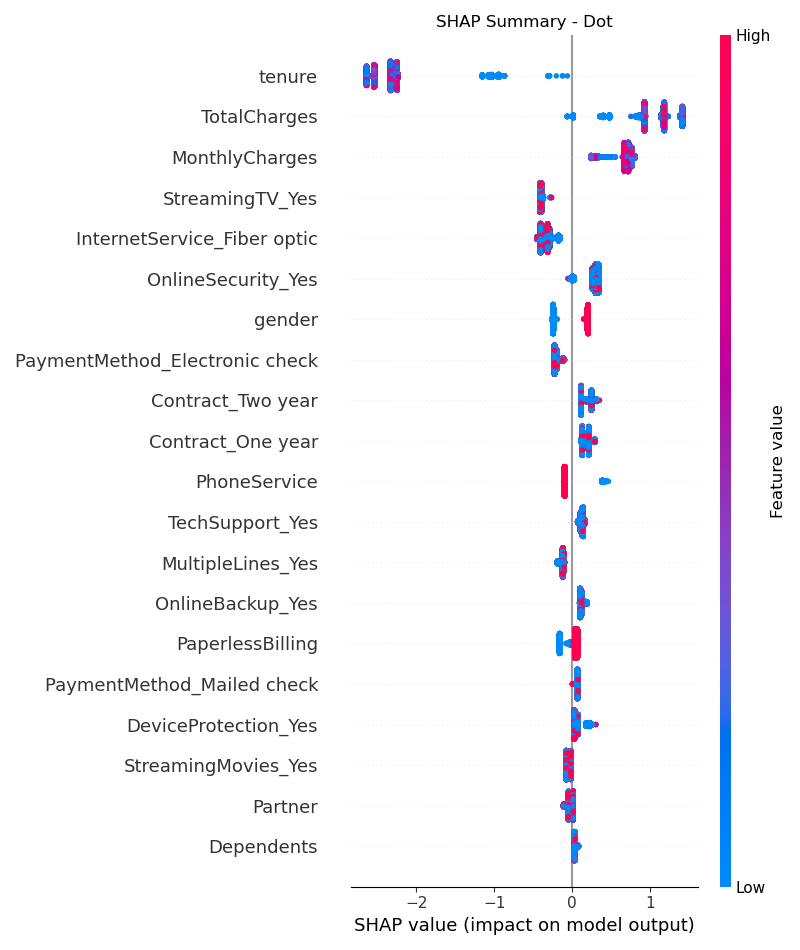 SHAP Summary - Dot
High
tenure
TotalCharges
MonthlyCharges
StreamingTV_Yes
InternetService_Fiber optic
OnlineSecurity_Yes
gender
PaymentMethod_Electronic check
Contract_Two year
Contract_One year
PhoneService
TechSupport_Yes
MultipleLines_Yes
OnlineBackup_Yes
PaperlessBilling
PaymentMethod_Mailed check
DeviceProtection_Yes
StreamingMovies_Yes
Partner
Dependents
Feature value
Low
−2 −1 0 1
SHAP value (impact on model output)